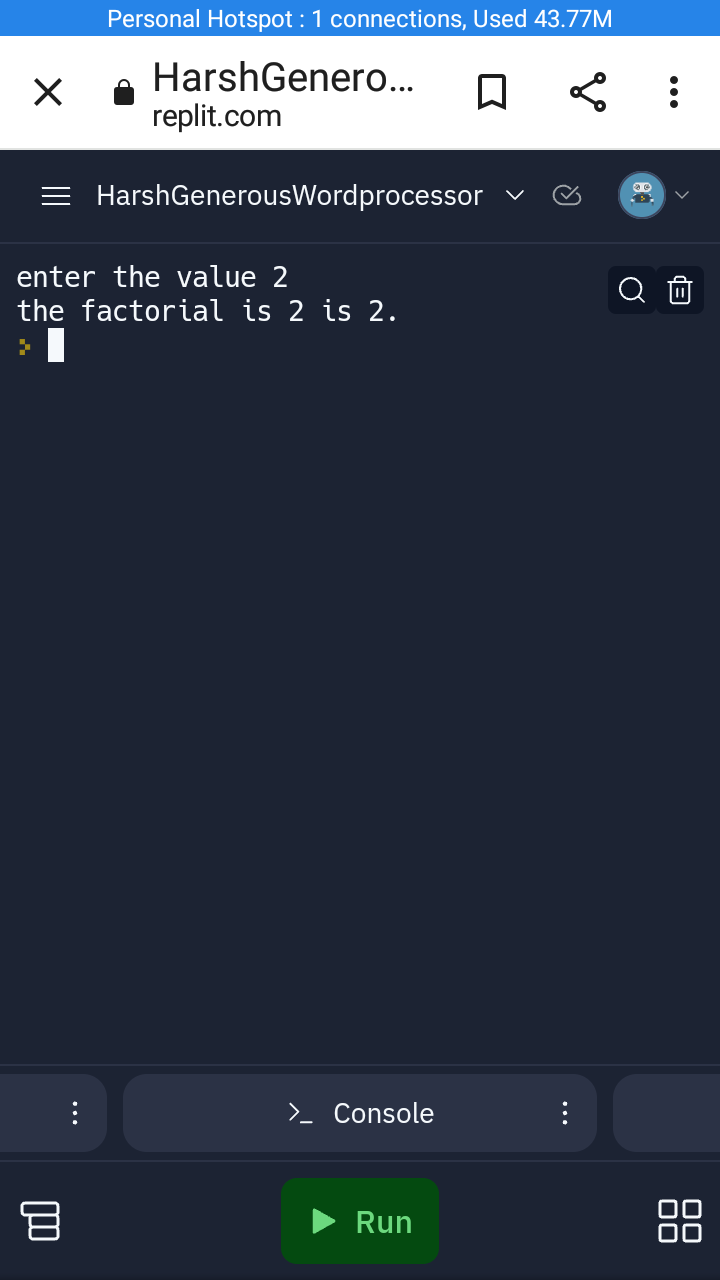 Personal Hotspot : 1 connections, Used 43.77M
HarshGenero...
replit.com
HarshGenerousWordprocessor
enter the value 2
the factorial is 2 is 2.
Console
Run